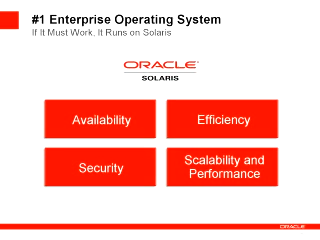 #1 Enterprise Operating System
If It Must Work, It Runs on Solaris
ORACLE
SOLARIS
Availability
Efficiency
Security
Scalability and
Performance
ORACLE